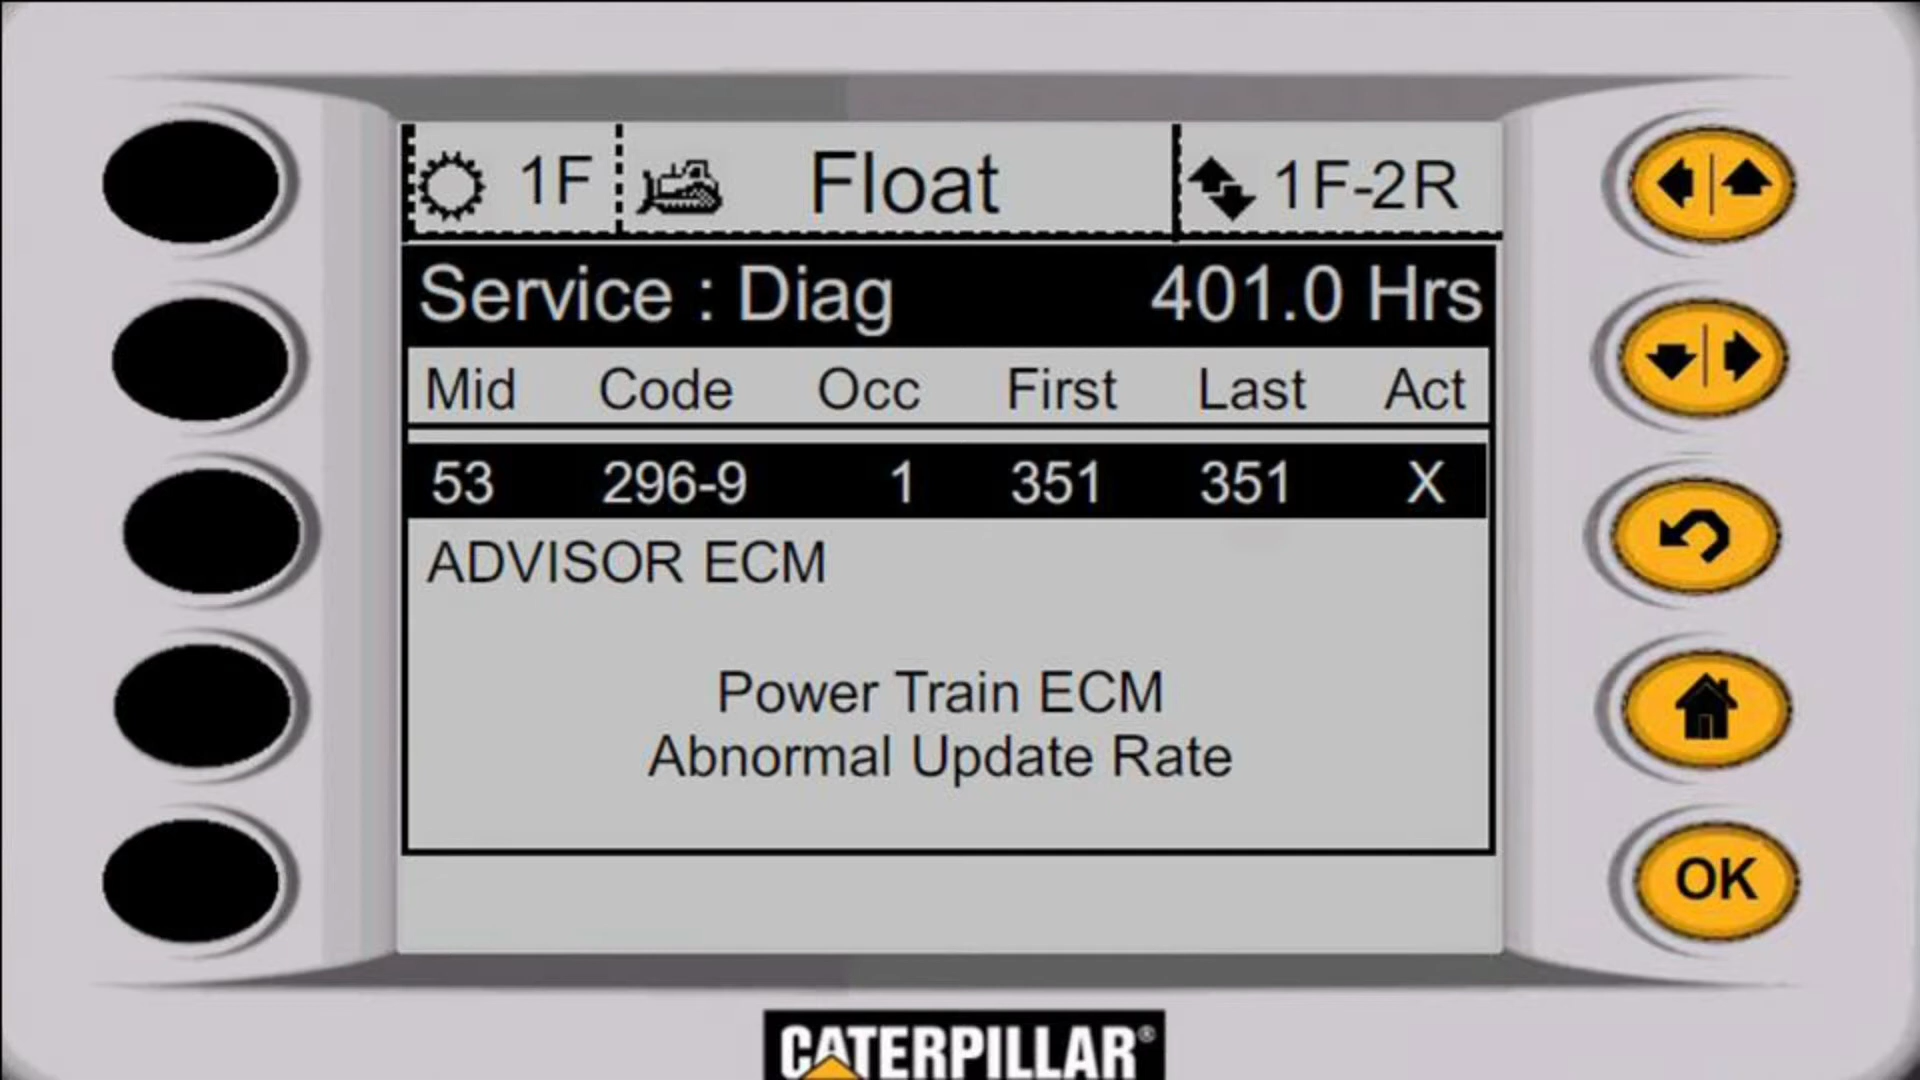 1F Float 1F-2R
Service : Diag 401.0 Hrs
Mid Code Occ First Last Act
53 296-9 1 351 351 X
ADVISOR ECM
Power Train ECM
Abnormal Update Rate
OK
CATERPILLAR®